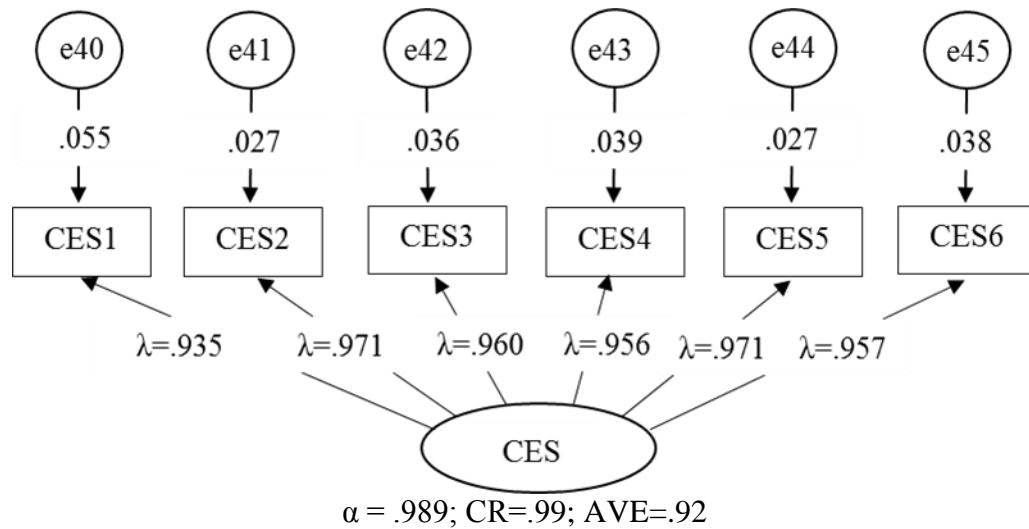 e40 e41 e42 e43 e44 e45
.055 .027 .036 .039 .027 .038
CES1 CES2 CES3 CES4 CES5 CES6
λ=.935 λ=.971 λ=.960 λ=.956 λ=.971 λ=.957
CES
α = .989; CR=.99; AVE=.92